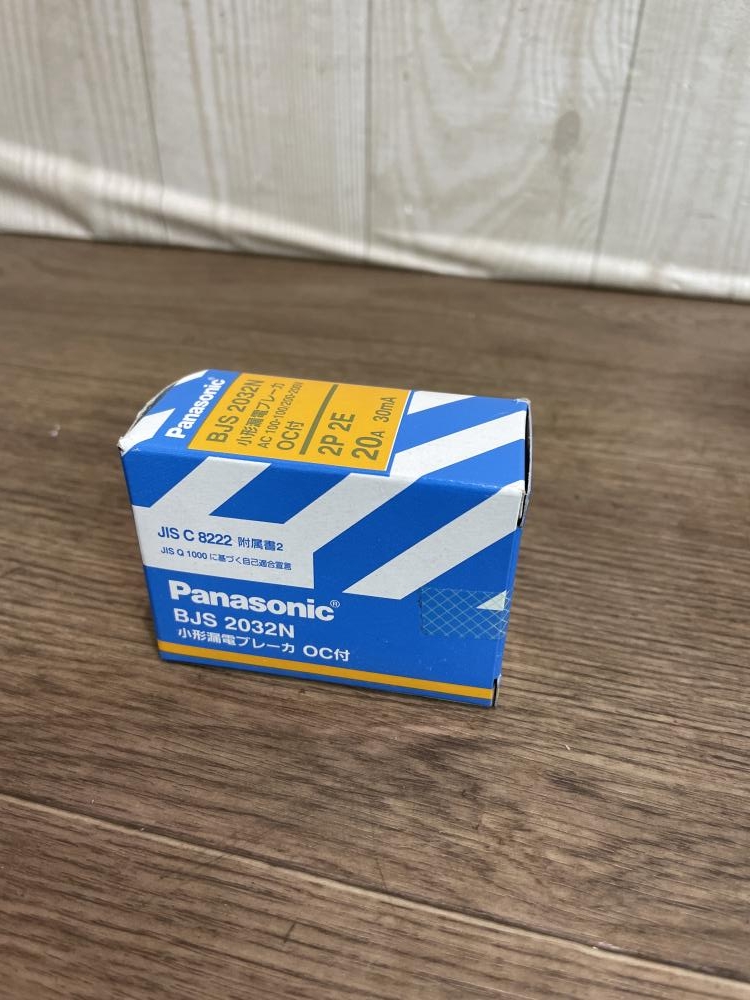 Panasonic
BJS 2032N
小形漏電ブレーカ
AC 100-100/200-200V
OC付
2P 2E
20A 30mA
JIS C 8222 附属書2
JIS Q 1000 に基づく自己適合宣言
Panasonic®
BJS 2032N
小形漏電ブレーカ OC付